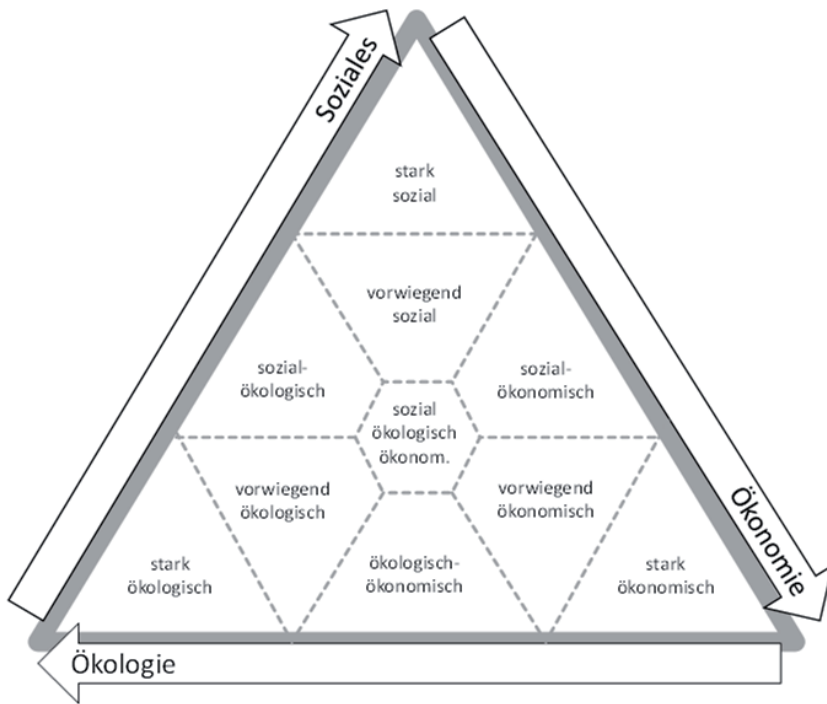 Soziales
stark
sozial
vorwiegend
sozial
sozial-
ökologisch
sozial-
ökonomisch
sozial
ökologisch
ökonom.
vorwiegend
ökologisch
vorwiegend
ökonomisch
stark
ökologisch
ökologisch-
ökonomisch
stark
ökonomisch
Ökonomie
Ökologie